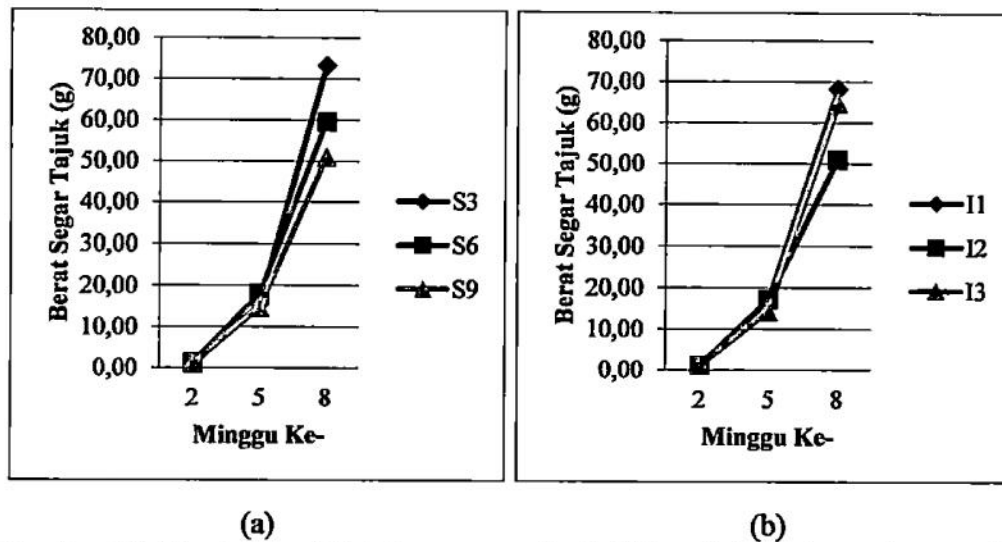 80,00
70,00
60,00
50,00
40,00
30,00
20,00
10,00
0,00
Berat Segar Tajuk (g)
2 5 8
Minggu Ke-
S3
S6
S9
(a)
80,00
70,00
60,00
50,00
40,00
30,00
20,00
10,00
0,00
Berat Segar Tajuk (g)
2 5 8
Minggu Ke-
I1
I2
I3
(b)